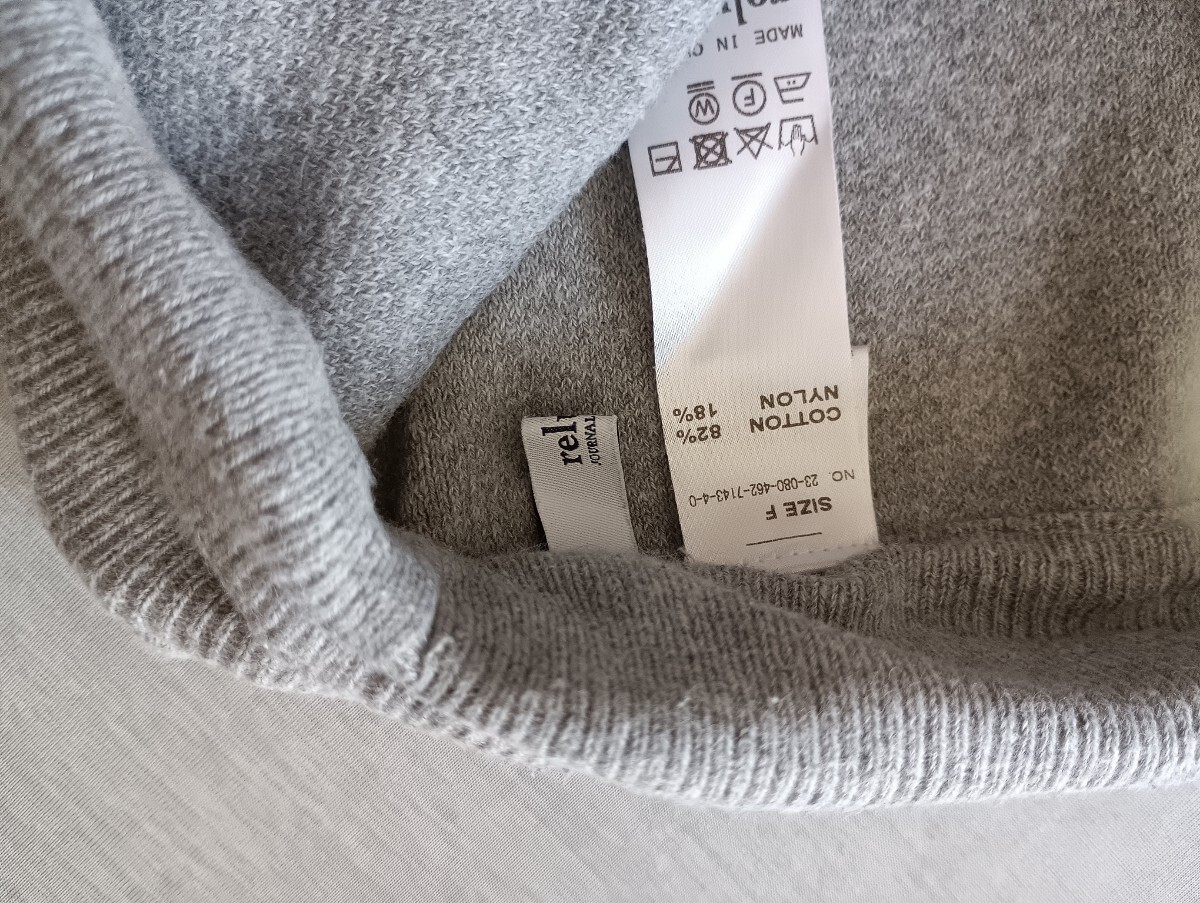 SIZE F
NO. 23-080-462-7143-4-0
COTTON 82%
NYLON 18%
W F
MADE IN
rel
JOURNAL